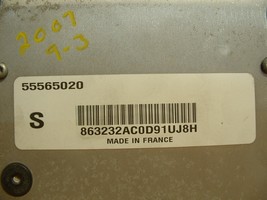 2007
9-3
55565020
S
863232AC0D91UJ8H
MADE IN FRANCE